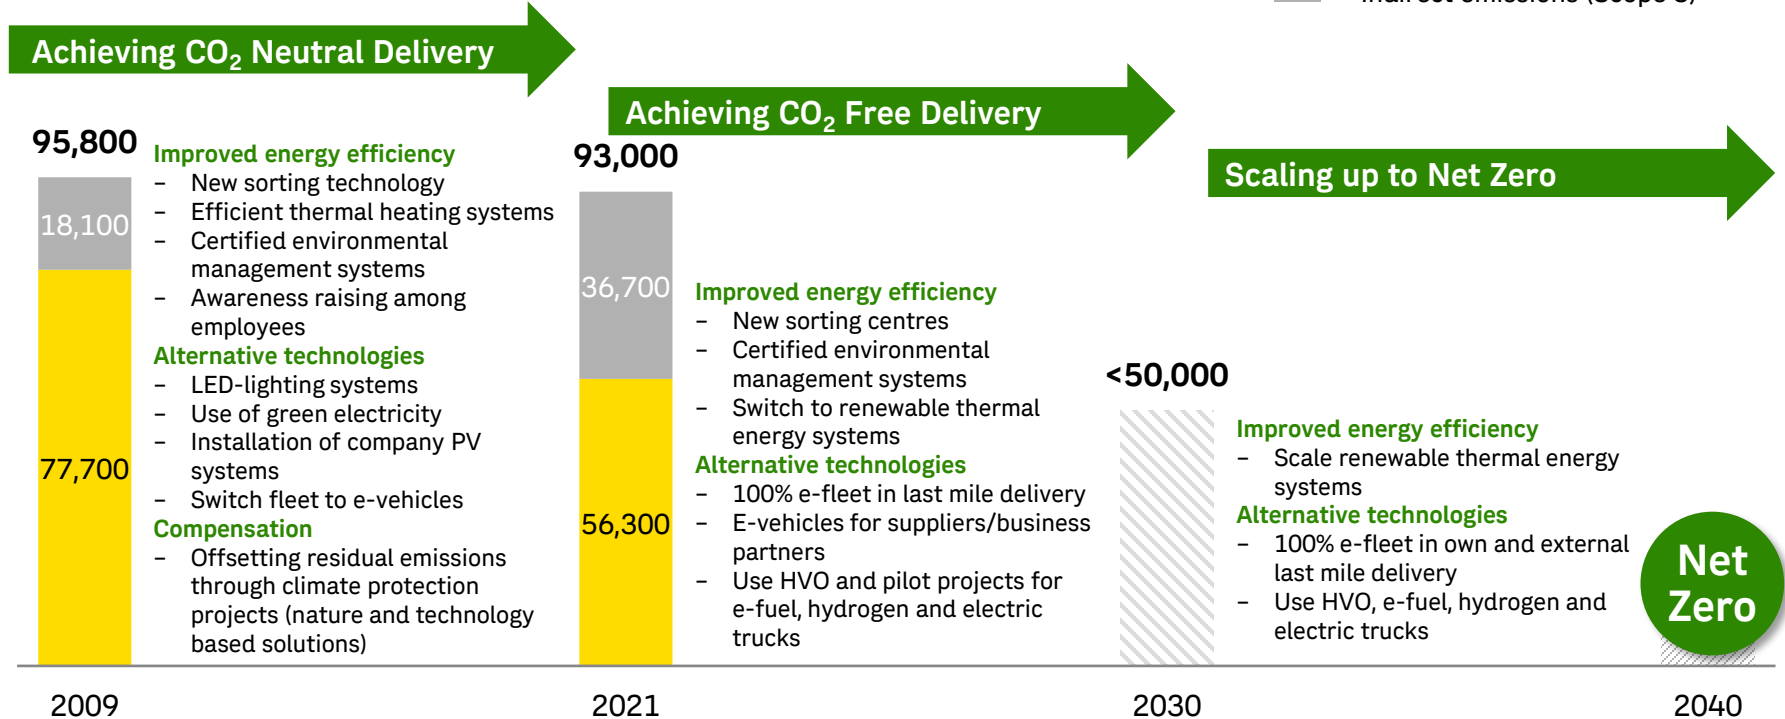 Achieving CO₂ Neutral Delivery
Achieving CO₂ Free Delivery
Scaling up to Net Zero
95,800
18,100
77,700
Improved energy efficiency
– New sorting technology
– Efficient thermal heating systems
– Certified environmental
management systems
– Awareness raising among
employees
Alternative technologies
– LED-lighting systems
– Use of green electricity
– Installation of company PV
systems
– Switch fleet to e-vehicles
Compensation
– Offsetting residual emissions
through climate protection
projects (nature and technology
based solutions)
93,000
36,700
56,300
Improved energy efficiency
– New sorting centres
– Certified environmental
management systems
– Switch to renewable thermal
energy systems
Alternative technologies
– 100% e-fleet in last mile delivery
– E-vehicles for suppliers/business
partners
– Use HVO and pilot projects for
e-fuel, hydrogen and electric
trucks
<50,000
Improved energy efficiency
– Scale renewable thermal energy
systems
Alternative technologies
– 100% e-fleet in own and external
last mile delivery
– Use HVO, e-fuel, hydrogen and
electric trucks
Net
Zero
2009
2021
2030
2040